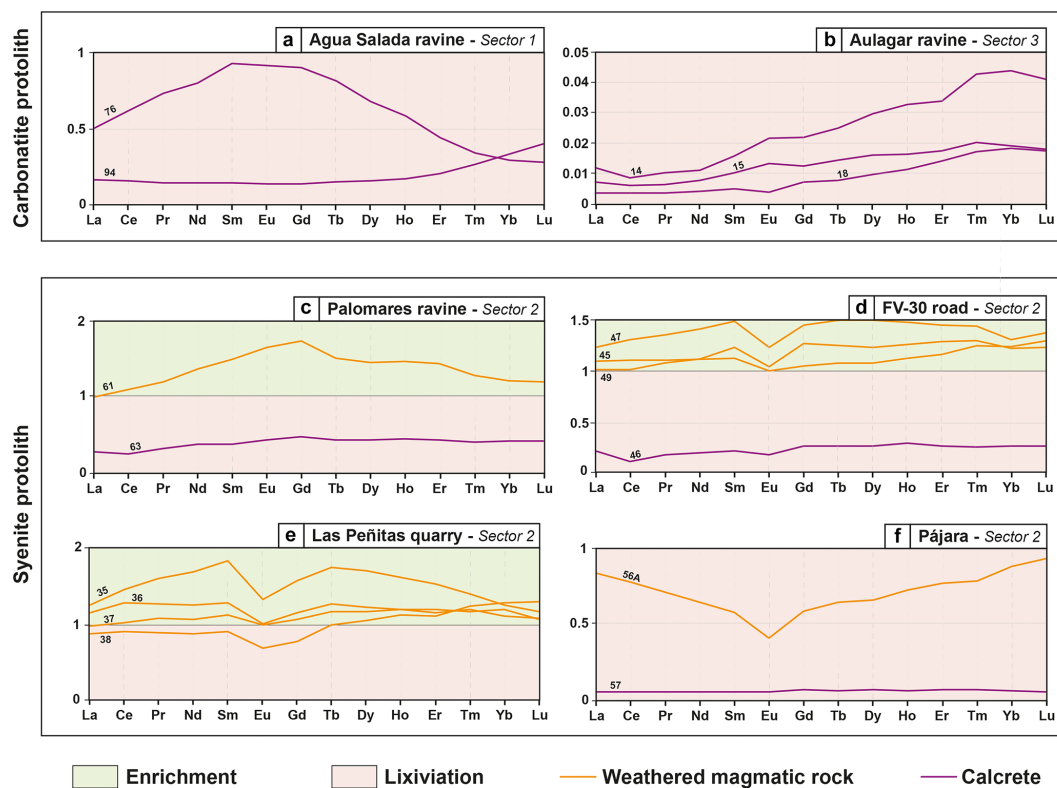 Carbonatite protolith
a Agua Salada ravine - Sector 1
1
0.5
0
76
94
La Ce Pr Nd Sm Eu Gd Tb Dy Ho Er Tm Yb Lu
b Aulagar ravine - Sector 3
0.05
0.04
0.03
0.02
0.01
0
14
15
18
La Ce Pr Nd Sm Eu Gd Tb Dy Ho Er Tm Yb Lu
Syenite protolith
c Palomares ravine - Sector 2
2
1
0
61
63
La Ce Pr Nd Sm Eu Gd Tb Dy Ho Er Tm Yb Lu
d FV-30 road - Sector 2
1.5
1
0.5
0
47
45
49
46
La Ce Pr Nd Sm Eu Gd Tb Dy Ho Er Tm Yb Lu
e Las Peñitas quarry - Sector 2
2
1
0
35
36
37
38
La Ce Pr Nd Sm Eu Gd Tb Dy Ho Er Tm Yb Lu
f Pájara - Sector 2
1
0.5
0
56A
57
La Ce Pr Nd Sm Eu Gd Tb Dy Ho Er Tm Yb Lu
Enrichment Lixiviation Weathered magmatic rock Calcrete